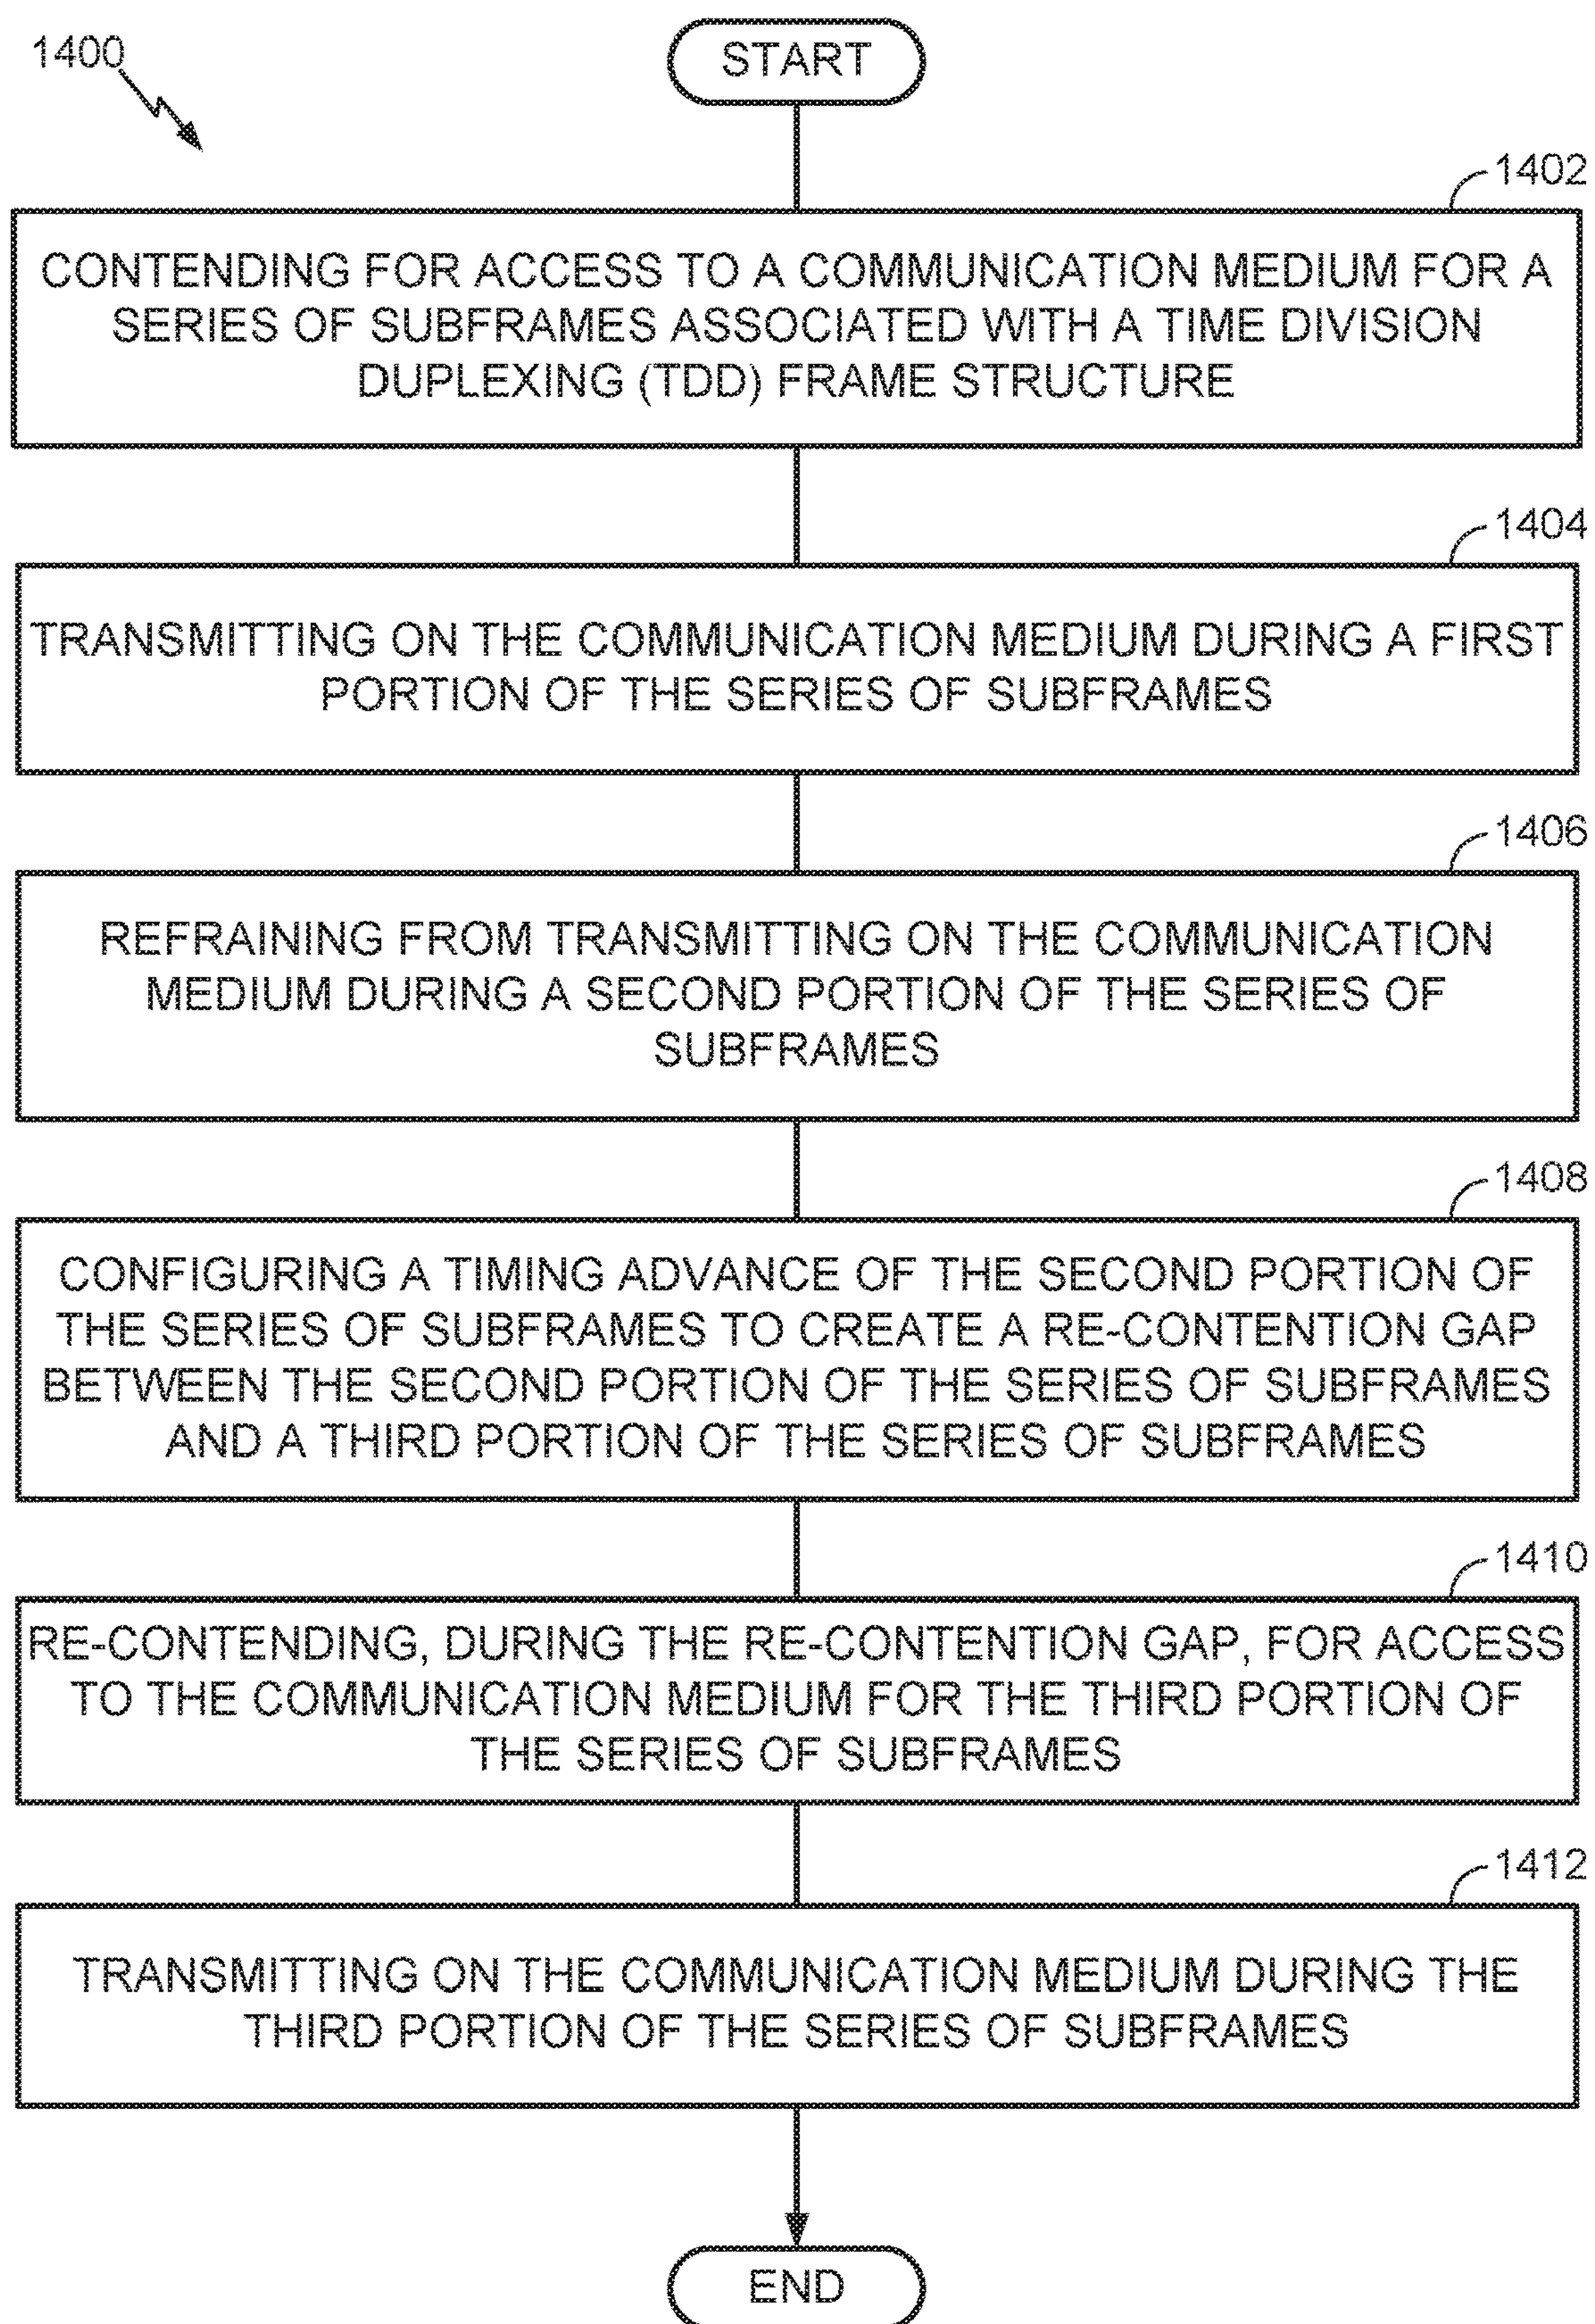 1400
START
1402
CONTENDING FOR ACCESS TO A COMMUNICATION MEDIUM FOR A
SERIES OF SUBFRAMES ASSOCIATED WITH A TIME DIVISION
DUPLEXING (TDD) FRAME STRUCTURE
1404
TRANSMITTING ON THE COMMUNICATION MEDIUM DURING A FIRST
PORTION OF THE SERIES OF SUBFRAMES
1406
REFRAINING FROM TRANSMITTING ON THE COMMUNICATION
MEDIUM DURING A SECOND PORTION OF THE SERIES OF
SUBFRAMES
1408
CONFIGURING A TIMING ADVANCE OF THE SECOND PORTION OF
THE SERIES OF SUBFRAMES TO CREATE A RE-CONTENTION GAP
BETWEEN THE SECOND PORTION OF THE SERIES OF SUBFRAMES
AND A THIRD PORTION OF THE SERIES OF SUBFRAMES
1410
RE-CONTENDING, DURING THE RE-CONTENTION GAP, FOR ACCESS
TO THE COMMUNICATION MEDIUM FOR THE THIRD PORTION OF
THE SERIES OF SUBFRAMES
1412
TRANSMITTING ON THE COMMUNICATION MEDIUM DURING THE
THIRD PORTION OF THE SERIES OF SUBFRAMES
END